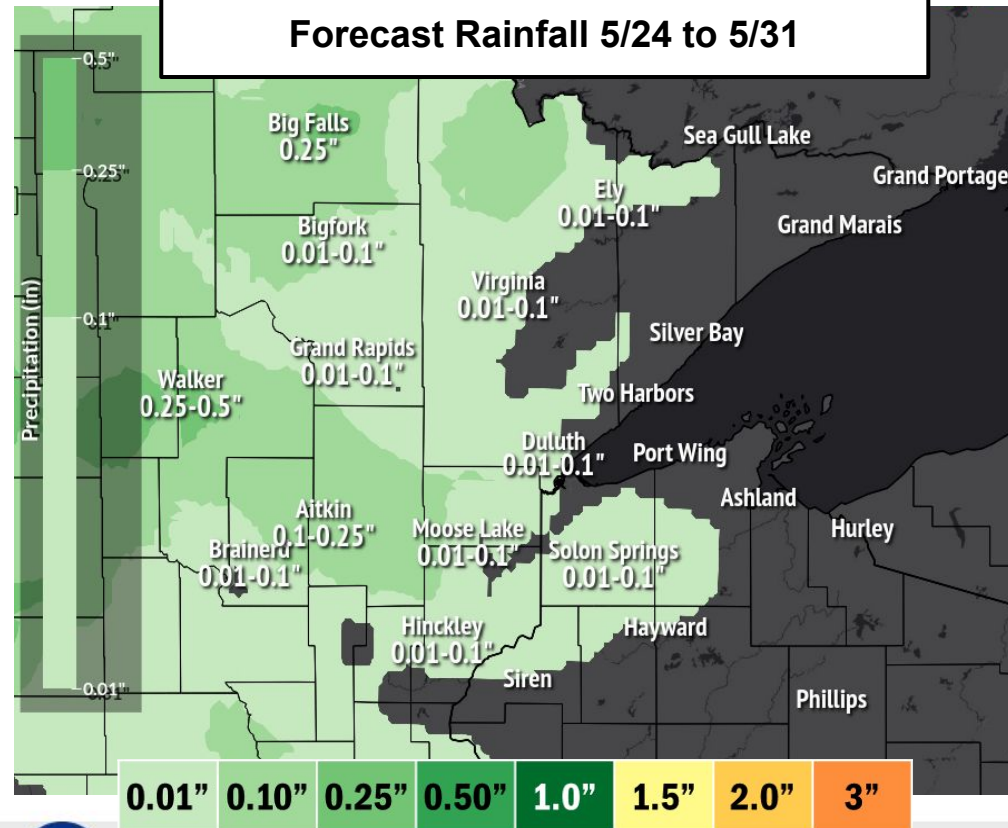 Forecast Rainfall 5/24 to 5/31
0.5"
0.25"
0.1"
0.01"
Precipitation (in)
Big Falls
0.25"
Sea Gull Lake
Grand Portage
Ely
0.01-0.1"
Grand Marais
Bigfork
0.01-0.1"
Virginia
0.01-0.1"
Silver Bay
Grand Rapids
0.01-0.1"
Walker
0.25-0.5"
Two Harbors
Duluth
0.01-0.1"
Port Wing
Ashland
Hurley
Aitkin
0.1-0.25"
Moose Lake
0.01-0.1"
Brainerd
0.01-0.1"
Solon Springs
0.01-0.1"
Hinckley
0.01-0.1"
Hayward
Siren
Phillips
0.01” 0.10” 0.25” 0.50” 1.0” 1.5” 2.0” 3”